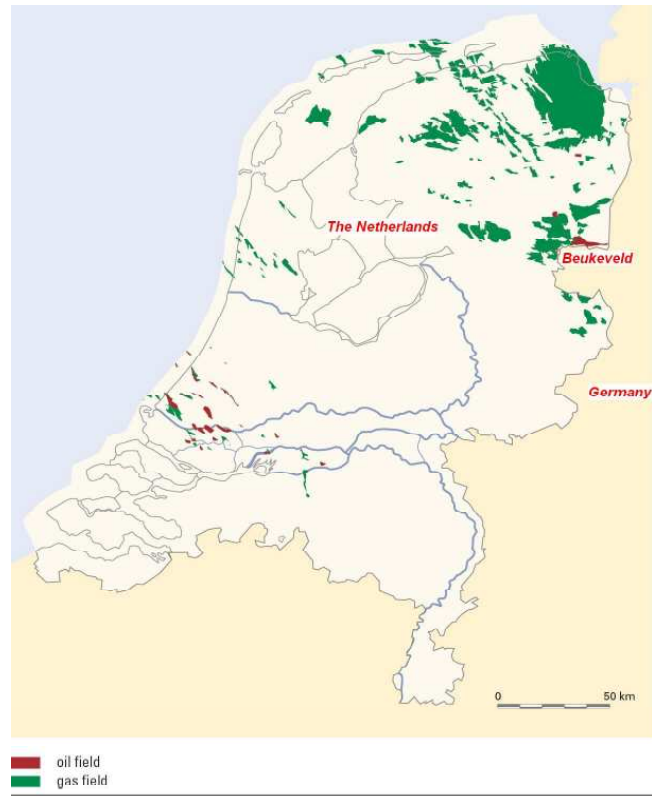 The Netherlands
Beukeveld
Germany
0 50 km
oil field
gas field